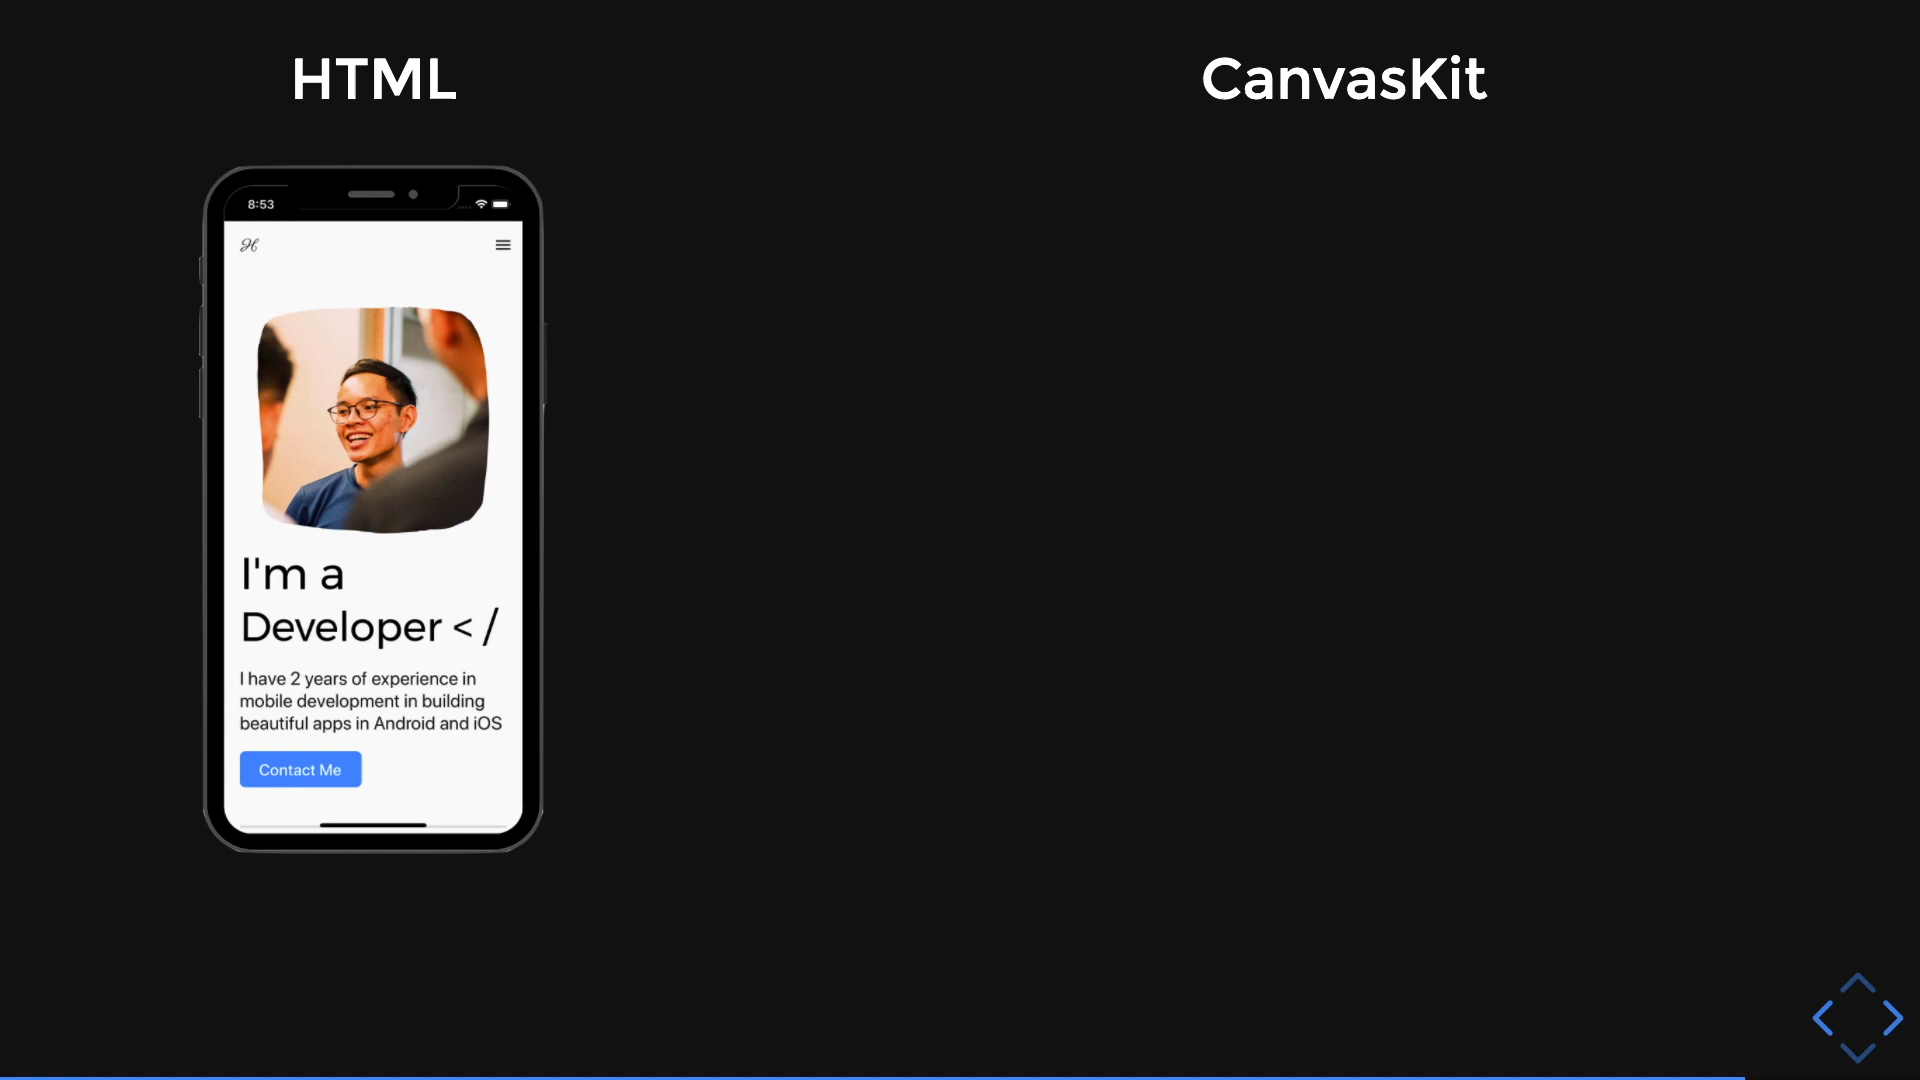 HTML
CanvasKit
8:53
H
I'm a
Developer < /
I have 2 years of experience in
mobile development in building
beautiful apps in Android and iOS
Contact Me